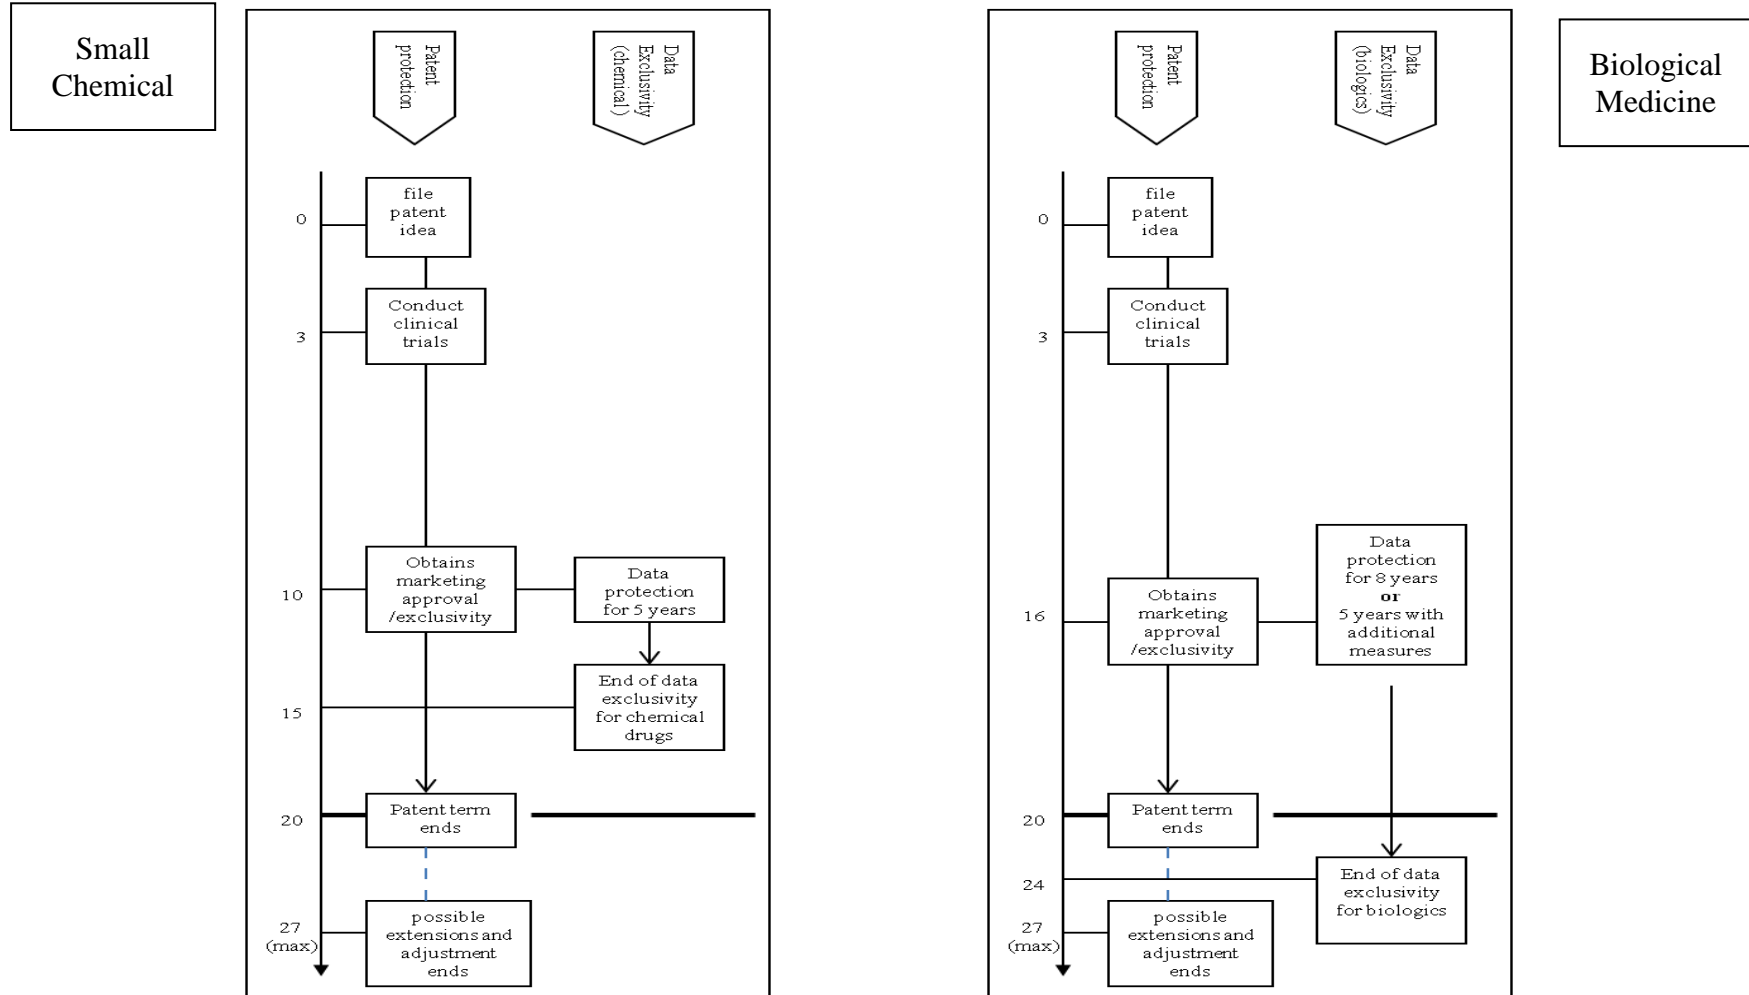 Small
Chemical
Patent
protection
Data
Exclusivity
(chemical)
0
file
patent
idea
3
Conduct
clinical
trials
10
Obtains
marketing
approval
/exclusivity
Data
protection
for 5 years
15
End of data
exclusivity
for chemical
drugs
20
Patent term
ends
27
(max)
possible
extensions and
adjustment
ends
Patent
protection
Data
Exclusivity
(biologics)
Biological
Medicine
0
file
patent
idea
3
Conduct
clinical
trials
16
Obtains
marketing
approval
/exclusivity
Data
protection
for 8 years
or
5 years with
additional
measures
20
Patent term
ends
24
End of data
exclusivity
for biologics
27
(max)
possible
extensions and
adjustment
ends